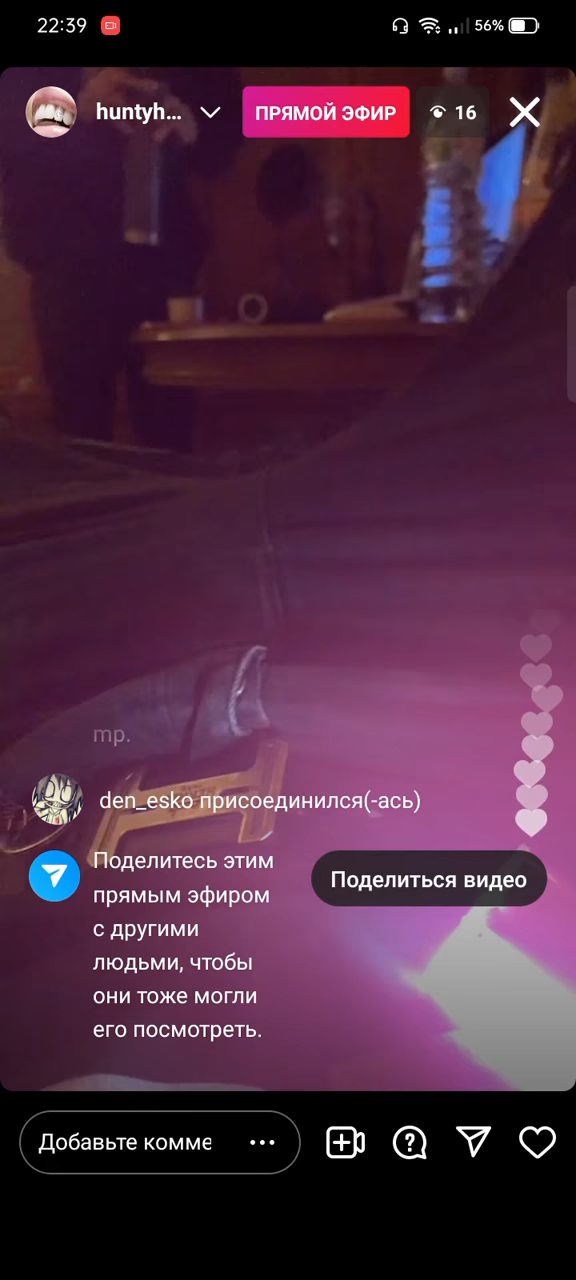 22:39
56%
huntyh...
ПРЯМОЙ ЭФИР
16
mp.
den_esko присоединился(-ась)
Поделитесь этим
прямым эфиром
с другими
людьми, чтобы
они тоже могли
его посмотреть.
Поделиться видео
Добавьте комме